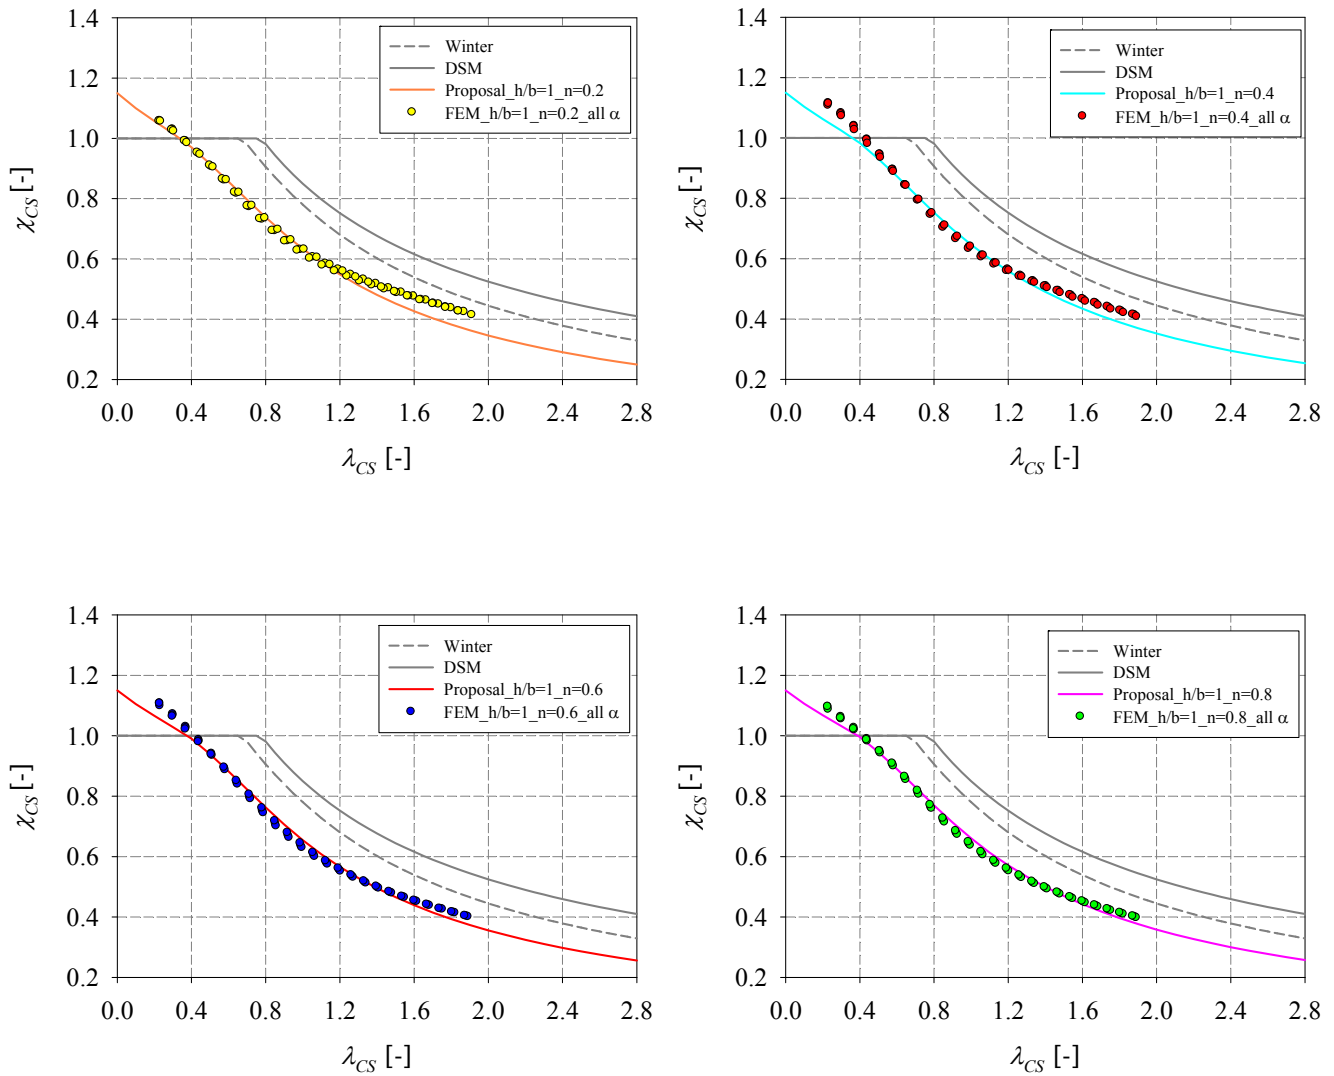 1.4
1.2
1.0
0.8
0.6
0.4
0.2
χCS [-]
Winter
DSM
Proposal_h/b=1_n=0.2
FEM_h/b=1_n=0.2_all α
0.0 0.4 0.8 1.2 1.6 2.0 2.4 2.8
λCS [-]
1.4
1.2
1.0
0.8
0.6
0.4
0.2
χCS [-]
Winter
DSM
Proposal_h/b=1_n=0.4
FEM_h/b=1_n=0.4_all α
0.0 0.4 0.8 1.2 1.6 2.0 2.4 2.8
λCS [-]
1.4
1.2
1.0
0.8
0.6
0.4
0.2
χCS [-]
Winter
DSM
Proposal_h/b=1_n=0.6
FEM_h/b=1_n=0.6_all α
0.0 0.4 0.8 1.2 1.6 2.0 2.4 2.8
λCS [-]
1.4
1.2
1.0
0.8
0.6
0.4
0.2
χCS [-]
Winter
DSM
Proposal_h/b=1_n=0.8
FEM_h/b=1_n=0.8_all α
0.0 0.4 0.8 1.2 1.6 2.0 2.4 2.8
λCS [-]